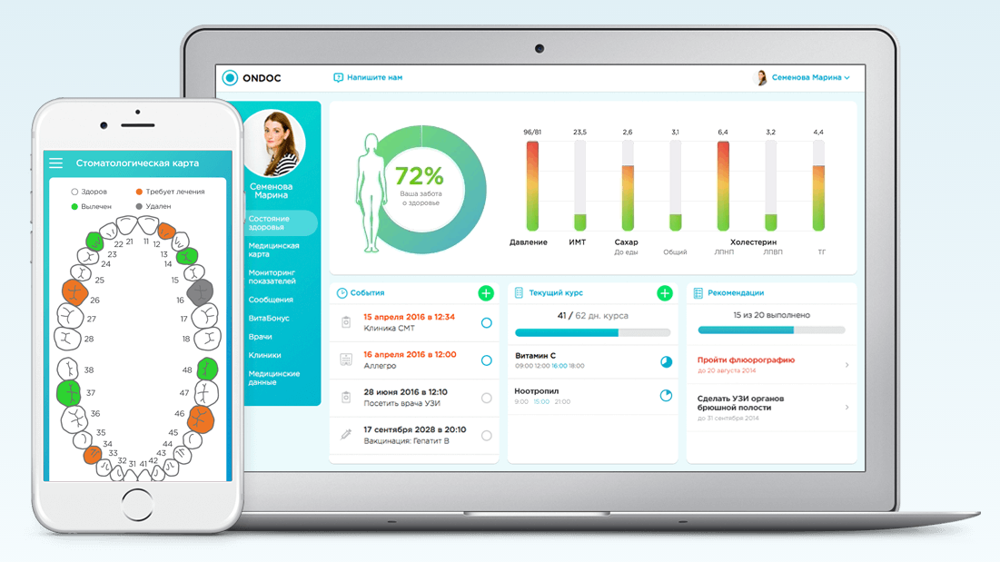 ONDOC
Напишите нам
Семенова Марина
Семенова
Марина
Состояние
здоровья
Медицинская
карта
Мониторинг
показателей
Сообщения
ВитаБонус
Врачи
Клиники
Медицинские
данные
72%
Ваша забота
о здоровье
96/81 23,5 2,6 3,1 6,4 3,2 4,4
Давление ИМТ Сахар Холестерин
До еды Общий ЛПНП ЛПВП ТГ
События
15 апреля 2016 в 12:34
Клиника СМТ
16 апреля 2016 в 12:00
Аллегро
28 июня 2016 в 12:10
Посетить врача УЗИ
17 сентября 2028 в 20:10
Вакцинация: Гепатит В
Текущий курс
41 / 62 дн. курса
Витамин С
09:00 12:00 16:00 18:00
Ноотропил
9:00 15:00 21:00
Рекомендации
15 из 20 выполнено
Пройти флюорографию
до 20 августа 2014
Сделать УЗИ органов
брюшной полости
до 31 сентября 2014
Стоматологическая карта
Здоров Требует лечения
Вылечен Удален
21 11
22 12
23 13
24 14
25 15
26 16
27 17
28 18
38 48
37 47
36 46
35 45
34 44
33 43
32 31 41 42